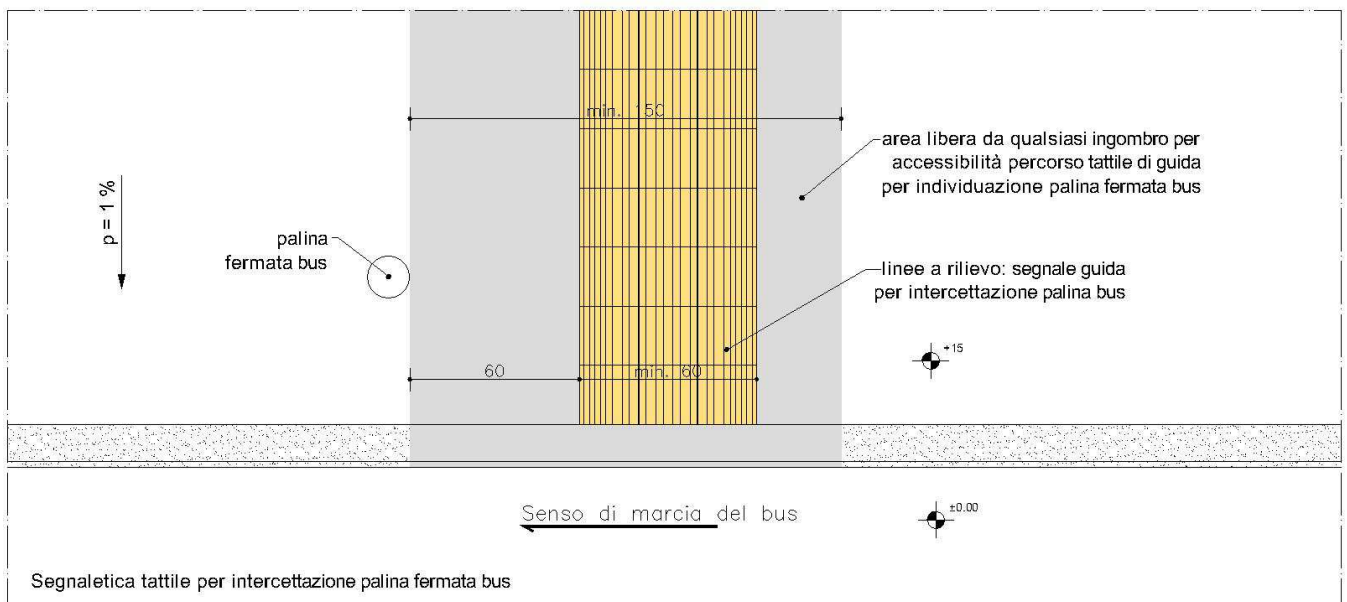 min. 150
area libera da qualsiasi ingombro per
accessibilità percorso tattile di guida
per individuazione palina fermata bus
p = 1 %
palina
fermata bus
linee a rilievo: segnale guida
per intercettazione palina bus
+15
60
min. 60
Senso di marcia del bus
±0.00
Segnaletica tattile per intercettazione palina fermata bus